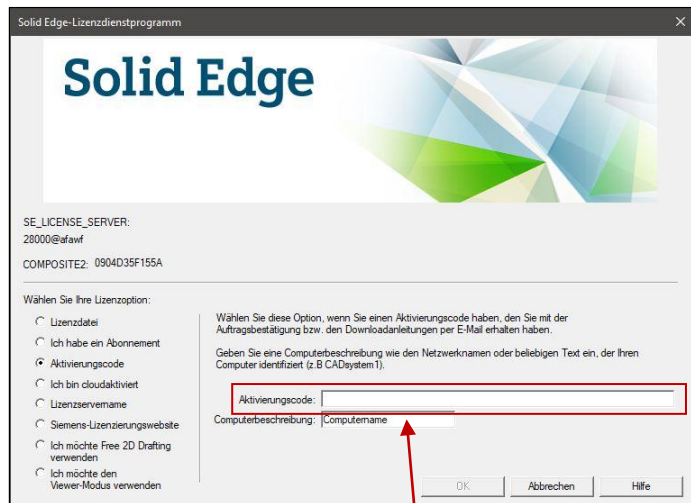 Solid Edge-Lizenzdienstprogramm
Solid Edge
SE_LICENSE_SERVER:
28000@afawf
COMPOSITE2: 0904D35F155A
Wählen Sie Ihre Lizenzoption:
Lizenzdatei
Ich habe ein Abonnement
Aktivierungscode
Ich bin cloudaktiviert
Lizenzservername
Siemens-Lizenzierungswebsite
Ich möchte Free 2D Drafting
verwenden
Ich möchte den
Viewer-Modus verwenden
Wählen Sie diese Option, wenn Sie einen Aktivierungscode haben, den Sie mit der
Auftragsbestätigung bzw. den Downloadanleitungen per E-Mail erhalten haben.
Geben Sie eine Computerbeschreibung wie den Netzwerknamen oder beliebigen Text ein, der Ihren
Computer identifiziert (z.B CADsystem1).
Aktivierungscode:
Computerbeschreibung: Computername
OK Abbrechen Hilfe